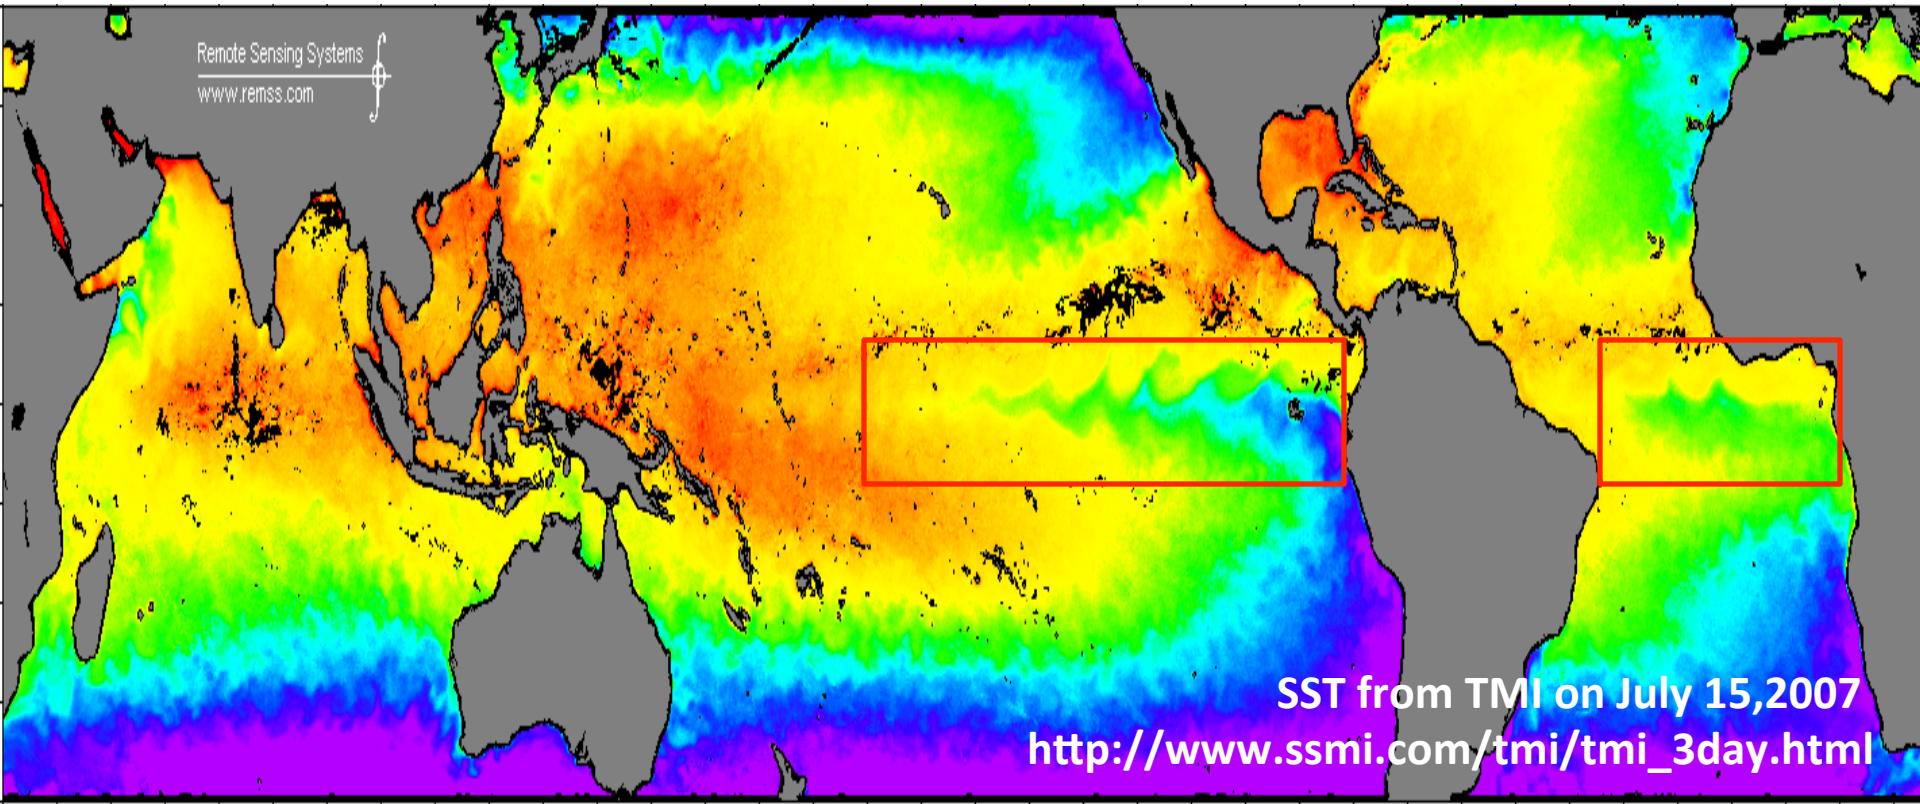 Remote Sensing Systems
www.remss.com
SST from TMI on July 15,2007
http://www.ssmi.com/tmi/tmi_3day.html